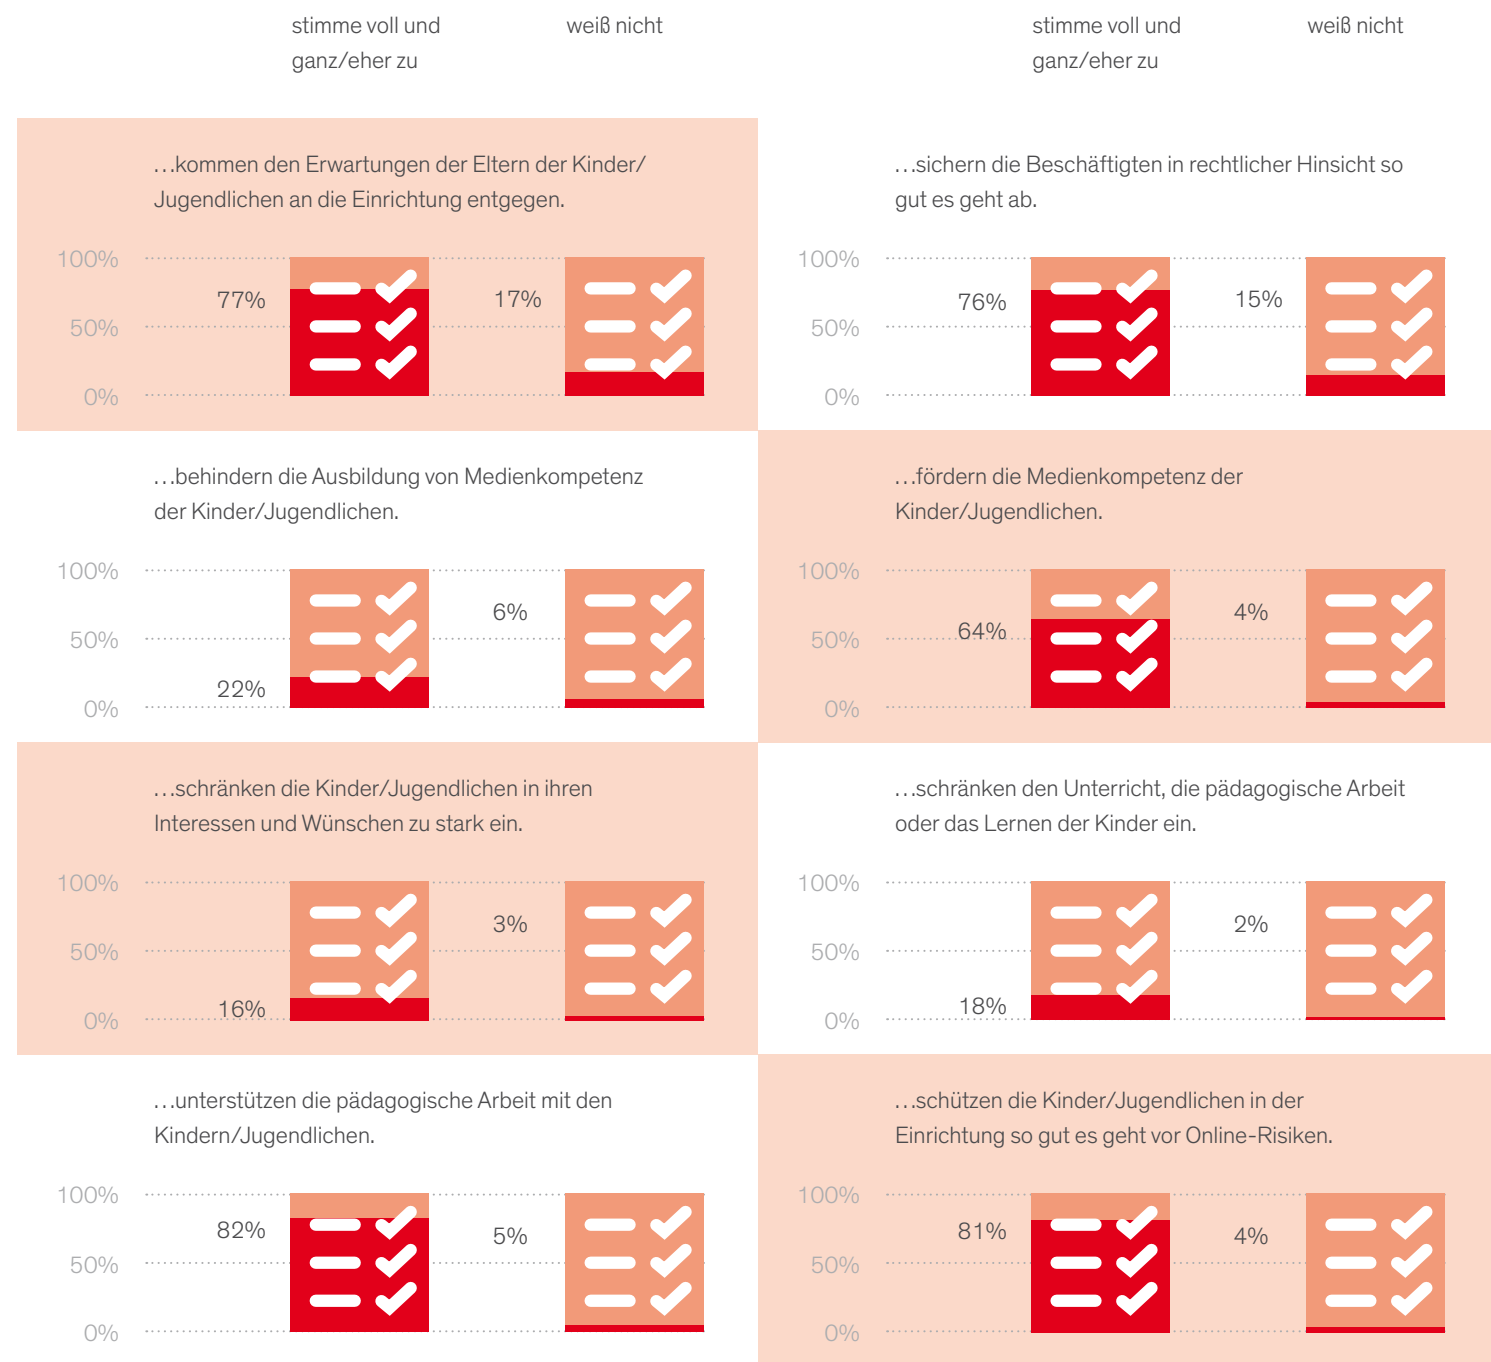 stimme voll und
ganz/eher zu
weiß nicht
stimme voll und
ganz/eher zu
weiß nicht
…kommen den Erwartungen der Eltern der Kinder/
Jugendlichen an die Einrichtung entgegen.
100%
77%
17%
50%
0%
…sichern die Beschäftigten in rechtlicher Hinsicht so
gut es geht ab.
100%
76%
15%
50%
0%
…behindern die Ausbildung von Medienkompetenz
der Kinder/Jugendlichen.
100%
6%
50%
22%
0%
…fördern die Medienkompetenz der
Kinder/Jugendlichen.
100%
4%
64%
50%
0%
…schränken die Kinder/Jugendlichen in ihren
Interessen und Wünschen zu stark ein.
100%
3%
50%
16%
0%
…schränken den Unterricht, die pädagogische Arbeit
oder das Lernen der Kinder ein.
100%
2%
50%
18%
0%
…unterstützen die pädagogische Arbeit mit den
Kindern/Jugendlichen.
100%
82%
5%
50%
0%
…schützen die Kinder/Jugendlichen in der
Einrichtung so gut es geht vor Online-Risiken.
100%
81%
4%
50%
0%